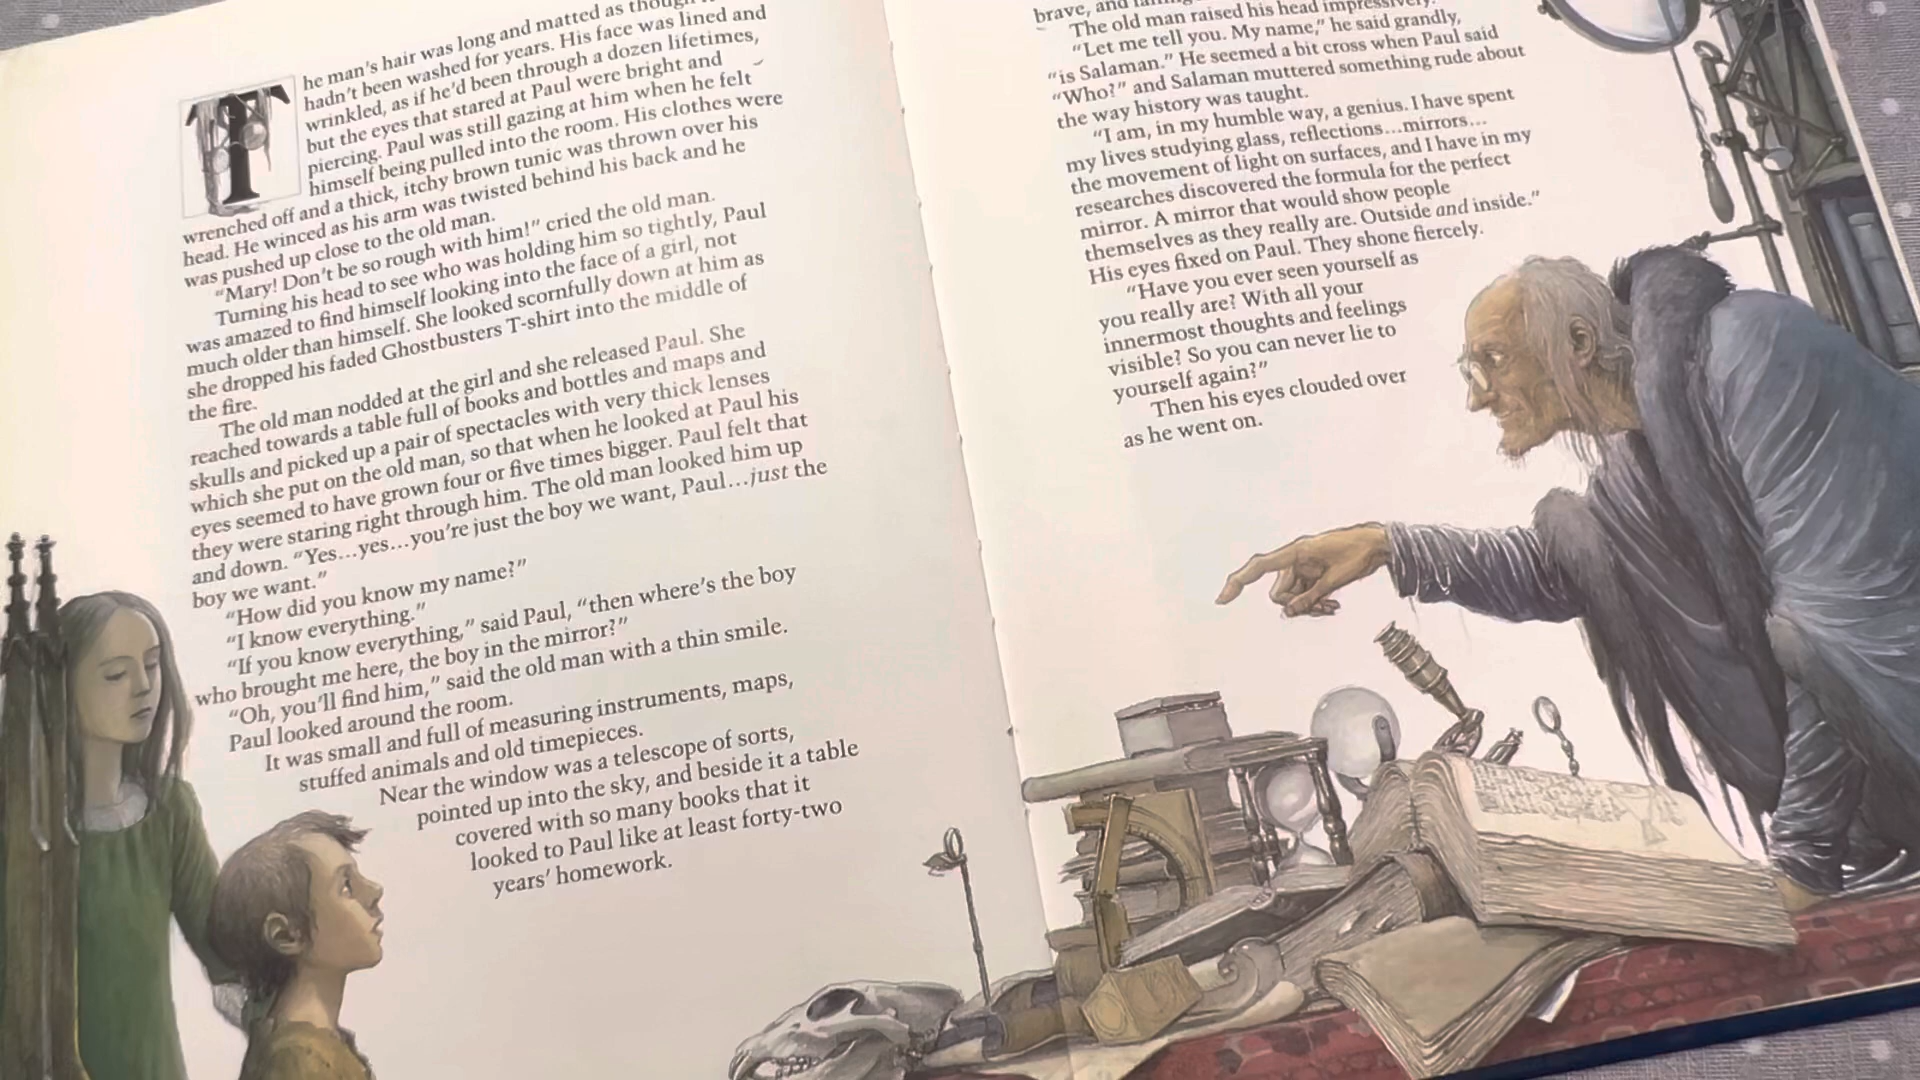 The man's hair was long and matted as though
hadn't been washed for years. His face was lined and
wrinkled, as if he'd been through a dozen lifetimes,
but the eyes that stared at Paul were bright and
piercing. Paul was still gazing at him when he felt
himself being pulled into the room. His clothes were
wrenched off and a thick, itchy brown tunic was thrown over his
head. He winced as his arm was twisted behind his back and he
was pushed up close to the old man.
“Mary! Don't be so rough with him!” cried the old man.
Turning his head to see who was holding him so tightly, Paul
was amazed to find himself looking into the face of a girl, not
much older than himself. She looked scornfully down at him as
she dropped his faded Ghostbusters T-shirt into the middle of
the fire.
The old man nodded at the girl and she released Paul. She
reached towards a table full of books and bottles and maps and
skulls and picked up a pair of spectacles with very thick lenses
which she put on the old man, so that when he looked at Paul his
eyes seemed to have grown four or five times bigger. Paul felt that
they were staring right through him. The old man looked him up
and down. “Yes...yes...you're just the boy we want, Paul...just the
boy we want.”
“How did you know my name?”
“I know everything.”
“If you know everything,” said Paul, “then where's the boy
who brought me here, the boy in the mirror?”
“Oh, you'll find him,” said the old man with a thin smile.
Paul looked around the room.
It was small and full of measuring instruments, maps,
stuffed animals and old timepieces.
Near the window was a telescope of sorts,
pointed up into the sky, and beside it a table
covered with so many books that it
looked to Paul like at least forty-two
years' homework.
brave, and
The old man raised his head impressively.
“Let me tell you. My name,” he said grandly,
“is Salaman.” He seemed a bit cross when Paul said
“Who?” and Salaman muttered something rude about
the way history was taught.
“I am, in my humble way, a genius. I have spent
my lives studying glass, reflections...mirrors...
the movement of light on surfaces, and I have in my
researches discovered the formula for the perfect
mirror. A mirror that would show people
themselves as they really are. Outside and inside.”
His eyes fixed on Paul. They shone fiercely.
“Have you ever seen yourself as
you really are? With all your
innermost thoughts and feelings
visible? So you can never lie to
yourself again?”
Then his eyes clouded over
as he went on.